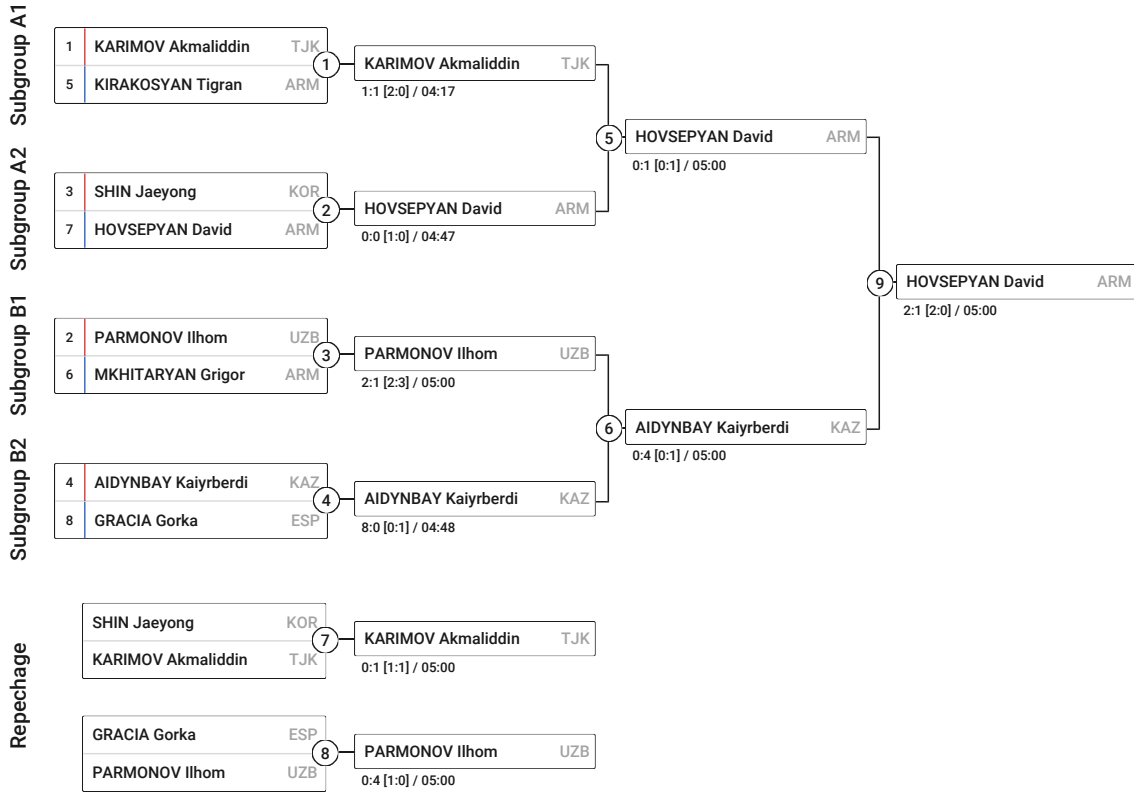 Subgroup A1
1 KARIMOV Akmaliddin TJK
5 KIRAKOSYAN Tigran ARM
1
KARIMOV Akmaliddin TJK
1:1 [2:0] / 04:17
Subgroup A2
3 SHIN Jaeyong KOR
7 HOVSEPYAN David ARM
2
HOVSEPYAN David ARM
0:0 [1:0] / 04:47
5
HOVSEPYAN David ARM
0:1 [0:1] / 05:00
Subgroup B1
2 PARMONOV Ilhom UZB
6 MKHITARYAN Grigor ARM
3
PARMONOV Ilhom UZB
2:1 [2:3] / 05:00
Subgroup B2
4 AIDYNBAY Kaiyrberdi KAZ
8 GRACIA Gorka ESP
4
AIDYNBAY Kaiyrberdi KAZ
8:0 [0:1] / 04:48
6
AIDYNBAY Kaiyrberdi KAZ
0:4 [0:1] / 05:00
9
HOVSEPYAN David ARM
2:1 [2:0] / 05:00
Repechage
SHIN Jaeyong KOR
KARIMOV Akmaliddin TJK
7
KARIMOV Akmaliddin TJK
0:1 [1:1] / 05:00
GRACIA Gorka ESP
PARMONOV Ilhom UZB
8
PARMONOV Ilhom UZB
0:4 [1:0] / 05:00